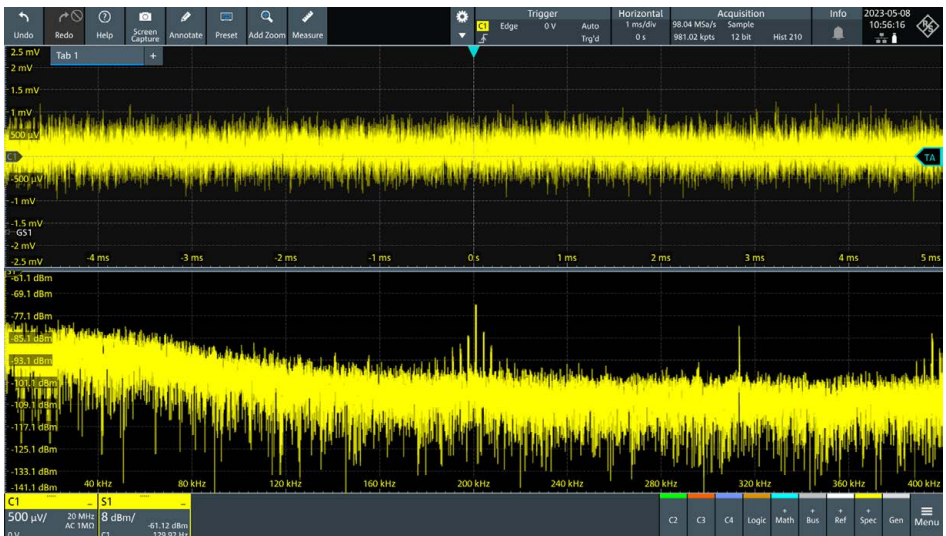 Undo Redo Help Screen Capture Annotate Preset Add Zoom Measure
C1 Edge Trigger 0 V Auto Trg'd
Horizontal 1 ms/div 0 s
Acquisition 98.04 MSa/s Sample 981.02 kpts 12 bit Hist 210
Info
2023-05-08
10:56:16
2.5 mV
Tab 1 +
2 mV
1.5 mV
1 mV
500 µV
C1
TA
-500 µV
-1 mV
-1.5 mV
GS1
-2 mV
-2.5 mV
-4 ms -3 ms -2 ms -1 ms 0 s 1 ms 2 ms 3 ms 4 ms 5 ms
-61.1 dBm
-69.1 dBm
-77.1 dBm
-85.1 dBm
-93.1 dBm
-101.1 dBm
-109.1 dBm
-117.1 dBm
-125.1 dBm
-133.1 dBm
-141.1 dBm
40 kHz 80 kHz 120 kHz 160 kHz 200 kHz 240 kHz 280 kHz 320 kHz 360 kHz 400 kHz
C1 S1
500 µV/ 20 MHz AC 1MΩ 0 V
8 dBm/ -61.12 dBm C1 129.92 Hz
C2 C3 C4 Logic Math Bus Ref Spec Gen Menu